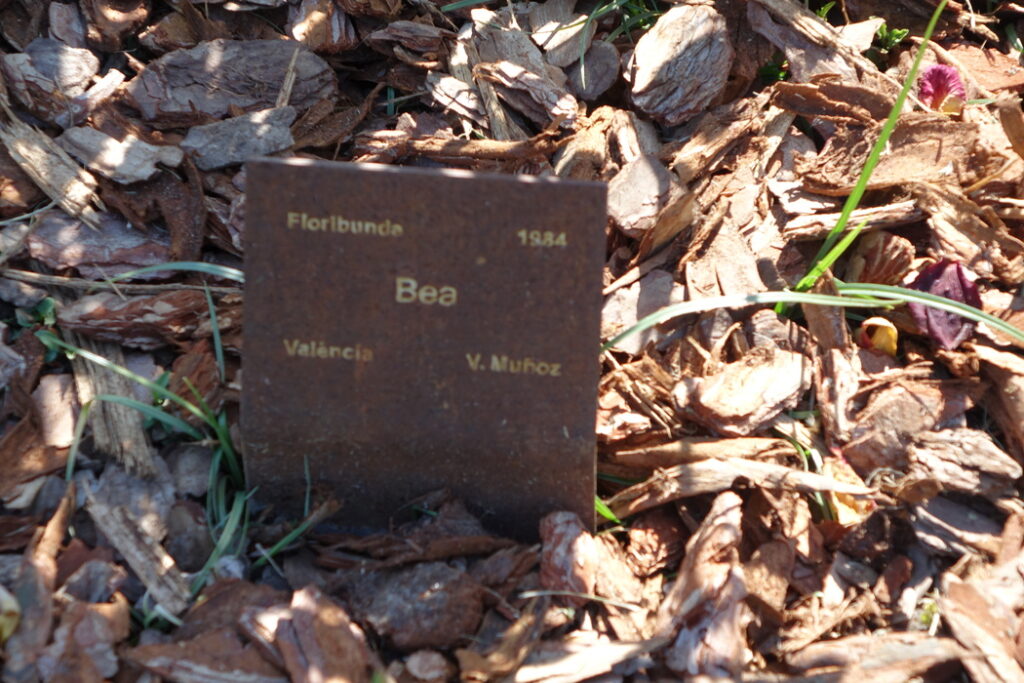 Floribunda 1984
Bea
València V. Muñoz